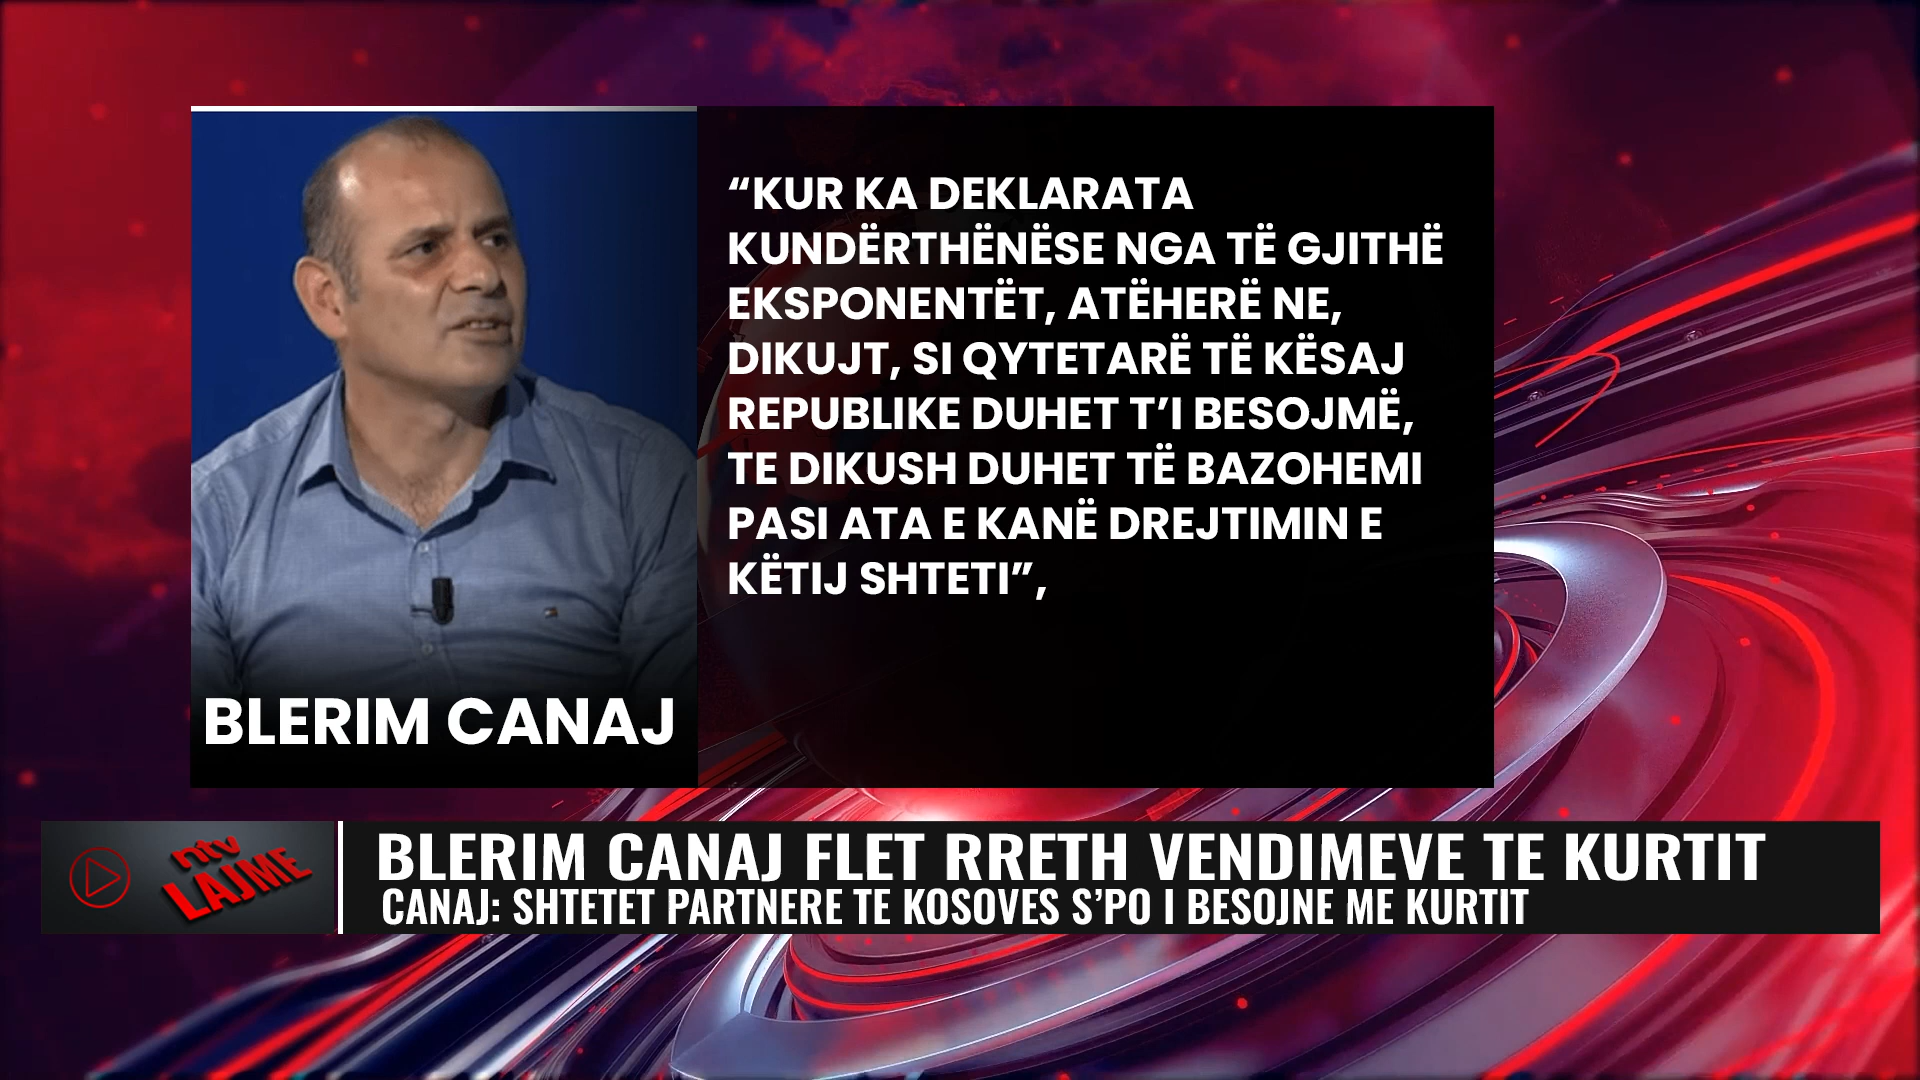 “KUR KA DEKLARATA
KUNDËRTHËNËSE NGA TË GJITHË
EKSPONENTËT, ATËHERË NE,
DIKUJT, SI QYTETARË TË KËSAJ
REPUBLIKE DUHET T’I BESOJMË,
TE DIKUSH DUHET TË BAZOHEMI
PASI ATA E KANË DREJTIMIN E
KËTIJ SHTETI”,
BLERIM CANAJ
ntv
LAJME
BLERIM CANAJ FLET RRETH VENDIMEVE TE KURTIT
CANAJ: SHTETET PARTNERE TE KOSOVES S’PO I BESOJNE ME KURTIT